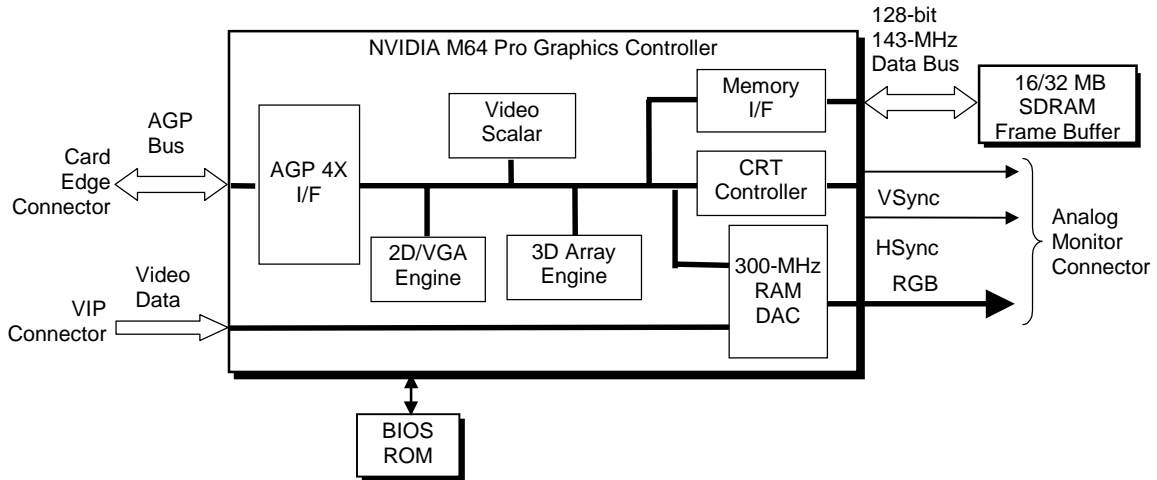 128-bit
143-MHz
Data Bus
NVIDIA M64 Pro Graphics Controller
16/32 MB
SDRAM
Frame Buffer
Memory
I/F
Video
Scalar
AGP
Bus
Card
Edge
Connector
AGP 4X
I/F
CRT
Controller
VSync
HSync
RGB
Analog
Monitor
Connector
2D/VGA
Engine
3D Array
Engine
300-MHz
RAM
DAC
Video
Data
VIP
Connector
BIOS
ROM